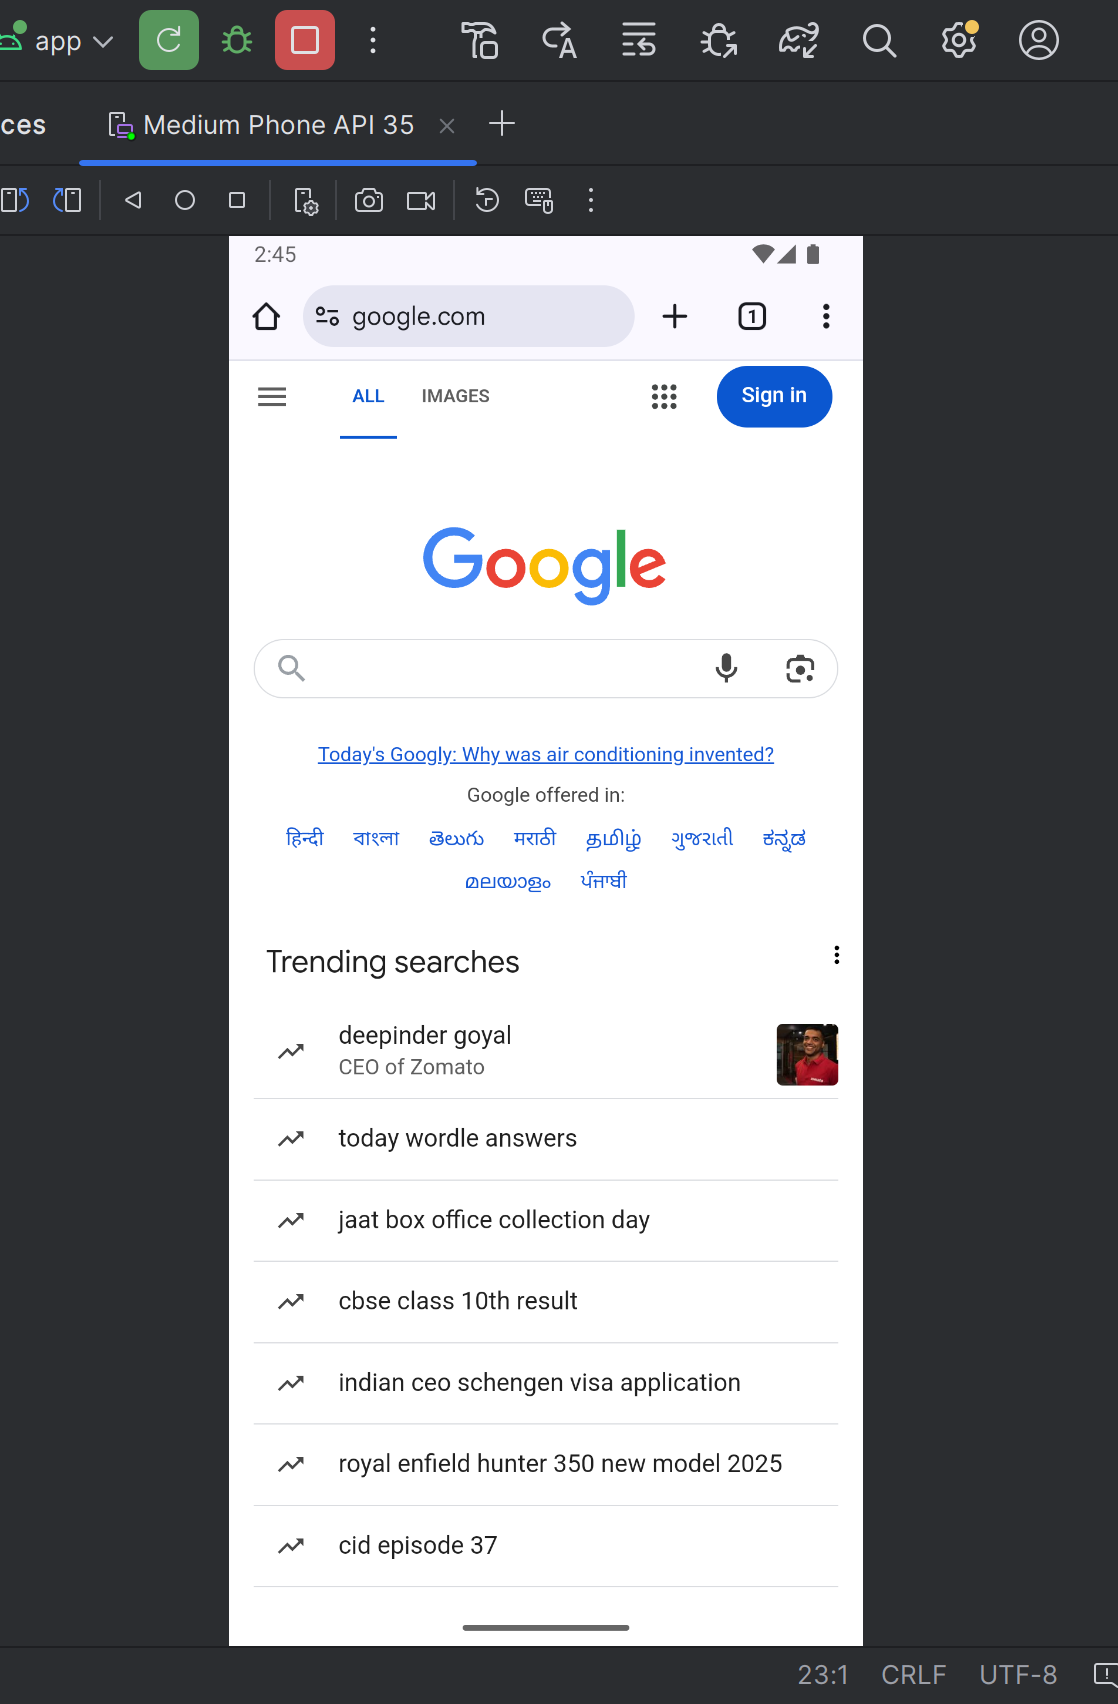 app
ces Medium Phone API 35
2:45
google.com 1
ALL IMAGES Sign in
Google
Today's Googly: Why was air conditioning invented?
Google offered in:
हिन्दी বাংলা తెలుగు मराठी தமிழ் ગુજરાતી ಕನ್ನಡ
മലയാളം ਪੰਜਾਬੀ
Trending searches
deepinder goyal
CEO of Zomato
today wordle answers
jaat box office collection day
cbse class 10th result
indian ceo schengen visa application
royal enfield hunter 350 new model 2025
cid episode 37
23:1 CRLF UTF-8